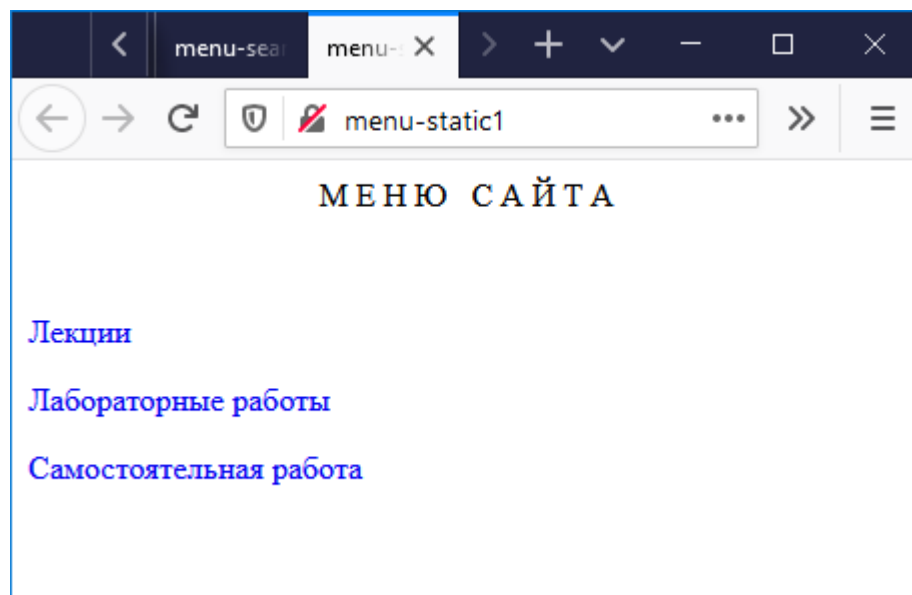 menu-sear menu-s
menu-static1
МЕНЮ САЙТА
Лекции
Лабораторные работы
Самостоятельная работа